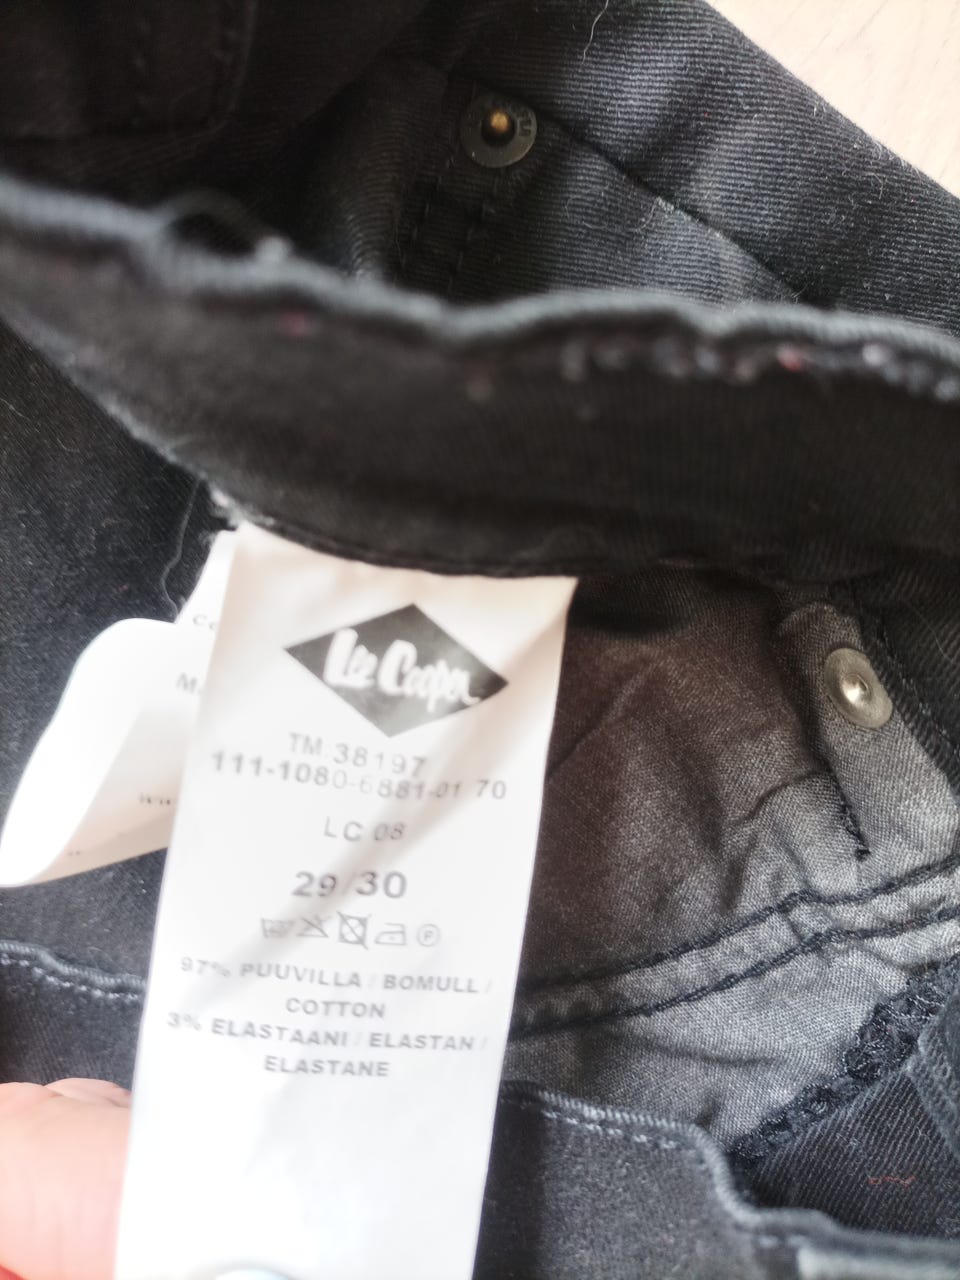 Lee Cooper
TM 38197
111-1080-6881-01 70
LC 08
29/30
P
97% PUUVILLA / BOMULL /
COTTON
3% ELASTAANI / ELASTAN /
ELASTANE